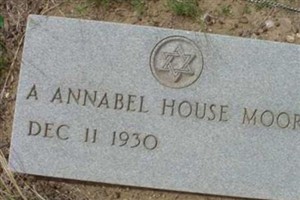 A ANNABEL HOUSE MOOR
DEC 11 1930